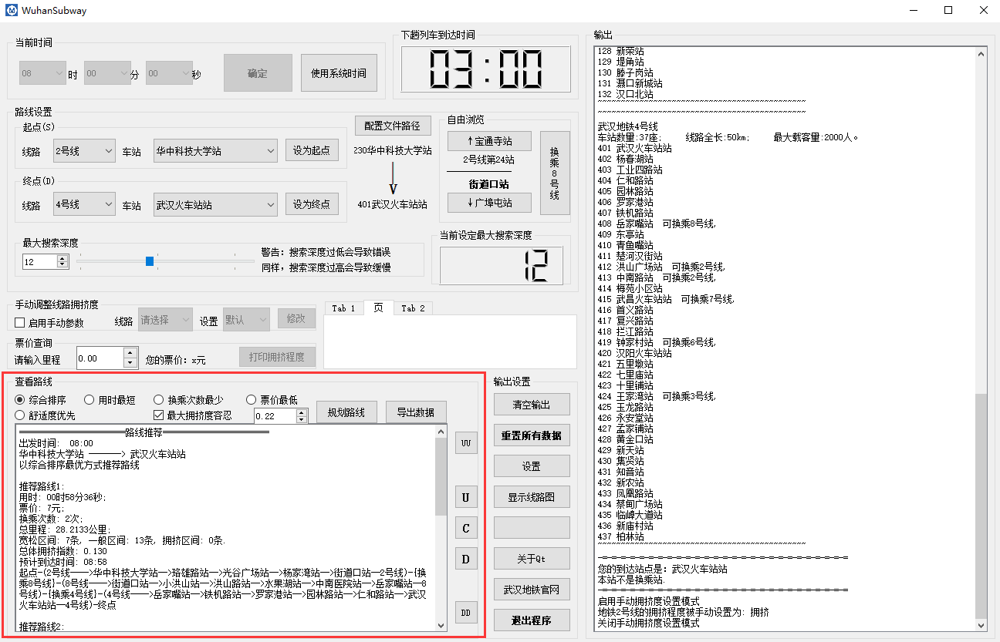 WuhanSubway
当前时间
08 时 00 分 00 秒
确定
使用系统时间
下趟列车到达时间
03:00
路线设置
起点(S)
线路 2号线 车站 华中科技大学站 设为起点
终点(D)
线路 4号线 车站 武汉火车站站 设为终点
配置文件路径
230华中科技大学站
V
401武汉火车站站
自由浏览
↑宝通寺站
2号线第24站
街道口站
↓广埠屯站
换乘8号线
最大搜索深度
12
警告: 搜索深度过低会导致错误
同样, 搜索深度过高会导致缓慢
当前设定最大搜索深度
12
手动调整线路拥挤度
启用手动参数 线路 请选择 设置 默认 修改
票价查询
请输入里程 0.00 您的票价: x元 打印拥挤程度
Tab 1 页 Tab 2
查看路线
综合排序 用时最短 换乘次数最少 票价最低
舒适度优先 最大拥挤度容忍 0.22 规划路线 导出数据
══════════════路线推荐══════════════
出发时间: 08:00
华中科技大学站 ————> 武汉火车站站
以综合排序最优方式推荐路线
推荐路线1:
用时: 00时58分36秒;
票价: 7元;
换乘次数: 2次;
总里程: 28.2133公里;
宽松区间: 7条, 一般区间: 13条, 拥挤区间: 0条.
总体拥挤指数: 0.130
预计到达时间: 08:58
起点-(2号线——>华中科技大学站—>珞雄路站—>光谷广场站—>杨家湾站—>街道口站—2号线)-{换
乘8号线}-(8号线——>街道口站—>小洪山站—>洪山路站—>水果湖站—>中南医院站—>岳家嘴站—8
号线)-{换乘4号线}-(4号线——>岳家嘴站—>铁机路站—>罗家港站—>园林路站—>仁和路站—>武汉
火车站站—4号线)-终点
推荐路线2:
UU
U
C
D
DD
输出设置
清空输出
重置所有数据
设置
显示线路图
关于Qt
武汉地铁官网
退出程序
输出
128 新荣站
129 堤角站
130 滕子岗站
131 滠口新城站
132 汉口北站
~~~~~~~~~~~~~~~~~~~~~~~~~~~~~~~~~~~~~~~~~~~~~
~~~~~~~~~~~~~~~~~~~~~~~~~~~~~~~~~~~~~~~~~~~~~
武汉地铁4号线
车站数量:37座; 线路全长:50km; 最大载客量:2000人。
401 武汉火车站站
402 杨春湖站
403 工业四路站
404 仁和路站
405 园林路站
406 罗家港站
407 铁机路站
408 岳家嘴站 可换乘8号线,
409 东亭站
410 青鱼嘴站
411 楚河汉街站
412 洪山广场站 可换乘2号线,
413 中南路站 可换乘2号线,
414 梅苑小区站
415 武昌火车站站 可换乘7号线,
416 首义路站
417 复兴路站
418 拦江路站
419 钟家村站 可换乘6号线,
420 汉阳火车站站
421 五里墩站
422 七里庙站
423 十里铺站
424 王家湾站 可换乘3号线,
425 玉龙路站
426 永安堂站
427 孟家铺站
428 黄金口站
429 新天站
430 集贤站
431 知音站
432 新农站
433 凤凰路站
434 蔡甸广场站
435 临嶂大道站
436 新庙村站
437 柏林站
~~~~~~~~~~~~~~~~~~~~~~~~~~~~~~~~~~~~~~~~~~~~~
-=-=-=-=-=-=-=-=-=-=-=-=-=-=-=-=-=-=-=-=-=-=-=-=-=-=-=
您的到达站点是: 武汉火车站站
本站不是换乘站.
-=-=-=-=-=-=-=-=-=-=-=-=-=-=-=-=-=-=-=-=-=-=-=-=-=-=-=
启用手动拥挤度设置模式
地铁2号线的拥挤程度被手动设置为: 拥挤
关闭手动拥挤度设置模式